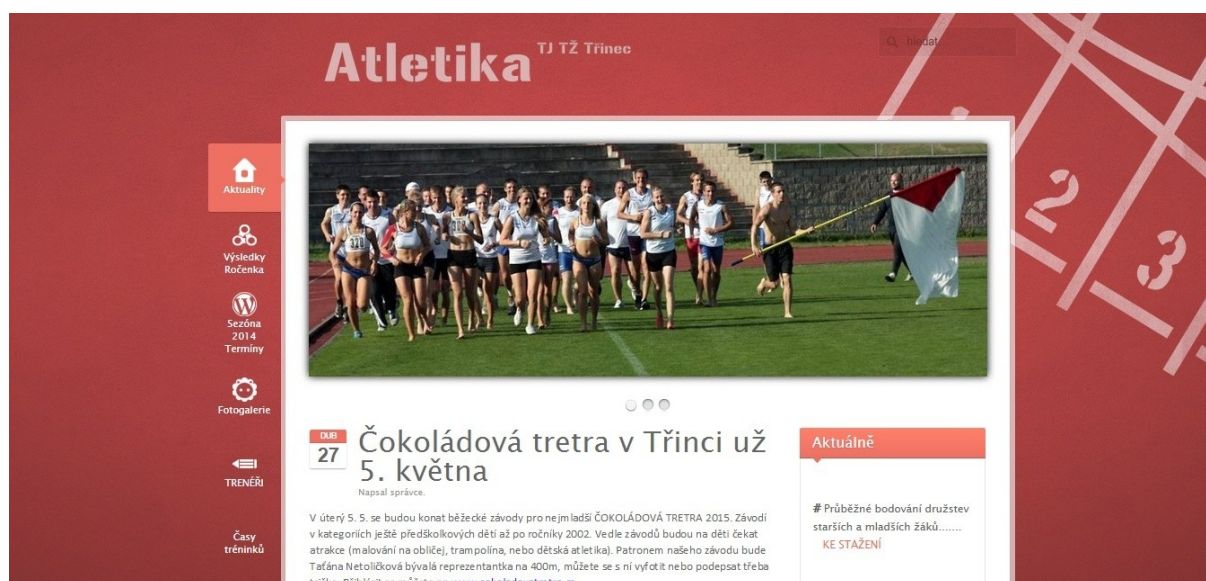 Atletika TJ TŽ Třinec
hledat
Aktuality
Výsledky
Ročenka
Sezóna
2014
Termíny
Fotogalerie
TRENÉŘI
Časy
tréninků
2
3
320
DUB
27
Čokoládová tretra v Třinci už
5. května
Napsal správce.
V úterý 5. 5. se budou konat běžecké závody pro nejmladší ČOKOLÁDOVÁ TRETRA 2015. Závodí
v kategoriích ještě předškolkových dětí až po ročníky 2002. Vedle závodů budou na děti čekat
atrakce (malování na obličej, trampolína, nebo dětská atletika). Patronem našeho závodu bude
Taťána Netoličková bývalá reprezentantka na 400m, můžete se s ní vyfotit nebo podepsat třeba
Aktuálně
# Průběžné bodování družstev
starších a mladších žáků.......
KE STAŽENÍ